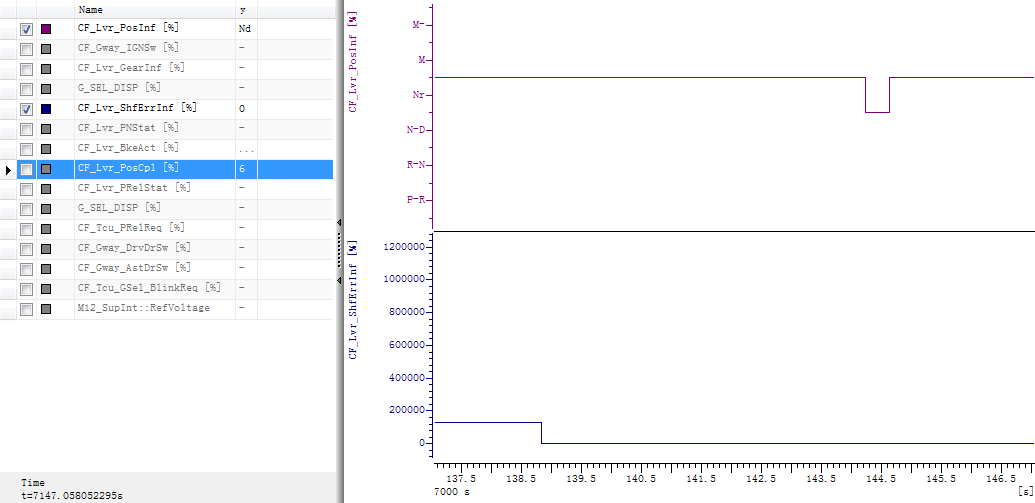 Name y
CF_Lvr_PosInf [%] Nd
CF_Gway_IGNSw [%] -
CF_Lvr_GearInf [%] -
G_SEL_DISP [%] -
CF_Lvr_ShfErrInf [%] 0
CF_Lvr_PNStat [%] -
CF_Lvr_BkeAct [%] ...
CF_Lvr_PosCpl [%] 6
CF_Lvr_PRelStat [%] -
G_SEL_DISP [%] -
CF_Tcu_PRelReq [%] -
CF_Gway_DrvDrSw [%] -
CF_Gway_AstDrSw [%] -
CF_Tcu_GSel_BlinkReq [%] -
M12_SupInt::RefVoltage -
Time
t=7147.058052295s
CF_Lvr_PosInf [%]
M-
M
Nr
N-D
R-N
P-R
CF_Lvr_ShfErrInf [%]
1200000
1000000
800000
600000
400000
200000
0
137.5 138.5 139.5 140.5 141.5 142.5 143.5 144.5 145.5 146.5
7000 s [s]